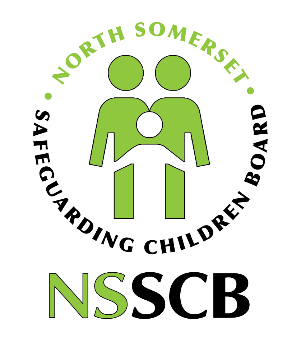 • NORTH SOMERSET •
SAFEGUARDING CHILDREN BOARD
NSSCB